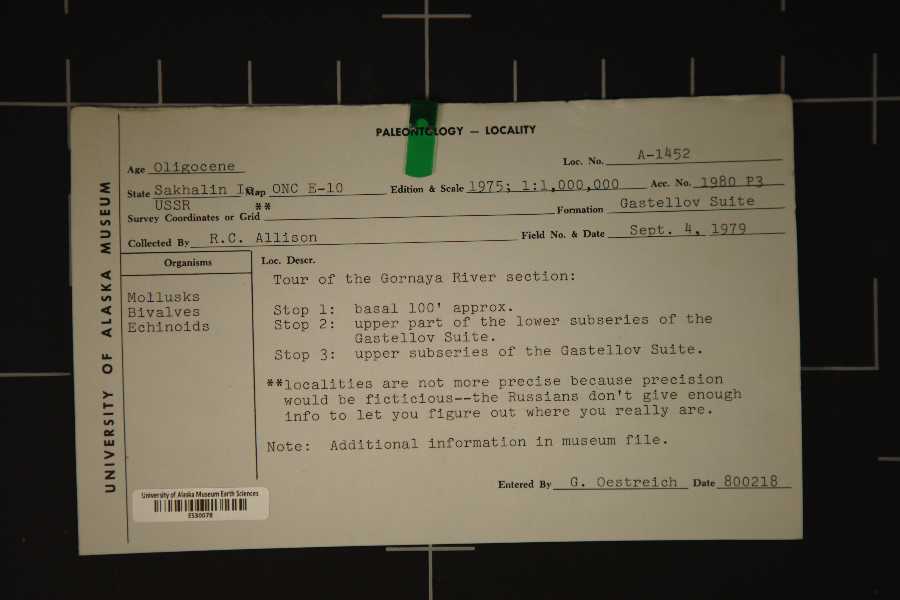 PALEONTOLOGY — LOCALITY
Age Oligocene Loc. No. A-1452
State Sakhalin Is Map ONC E-10 Edition & Scale 1975; 1:1,000,000 Acc. No. 1980 P3
USSR ** Formation Gastellov Suite
Survey Coordinates or Grid
Collected By R.C. Allison Field No. & Date Sept. 4, 1979
Organisms Loc. Descr.
Mollusks
Bivalves
Echinoids
Tour of the Gornaya River section:
Stop 1: basal 100' approx.
Stop 2: upper part of the lower subseries of the
Gastellov Suite.
Stop 3: upper subseries of the Gastellov Suite.
**localities are not more precise because precision
would be ficticious--the Russians don't give enough
info to let you figure out where you really are.
Note: Additional information in museum file.
Entered By G. Oestreich Date 800218
UNIVERSITY OF ALASKA MUSEUM
University of Alaska Museum Earth Sciences
ES30078